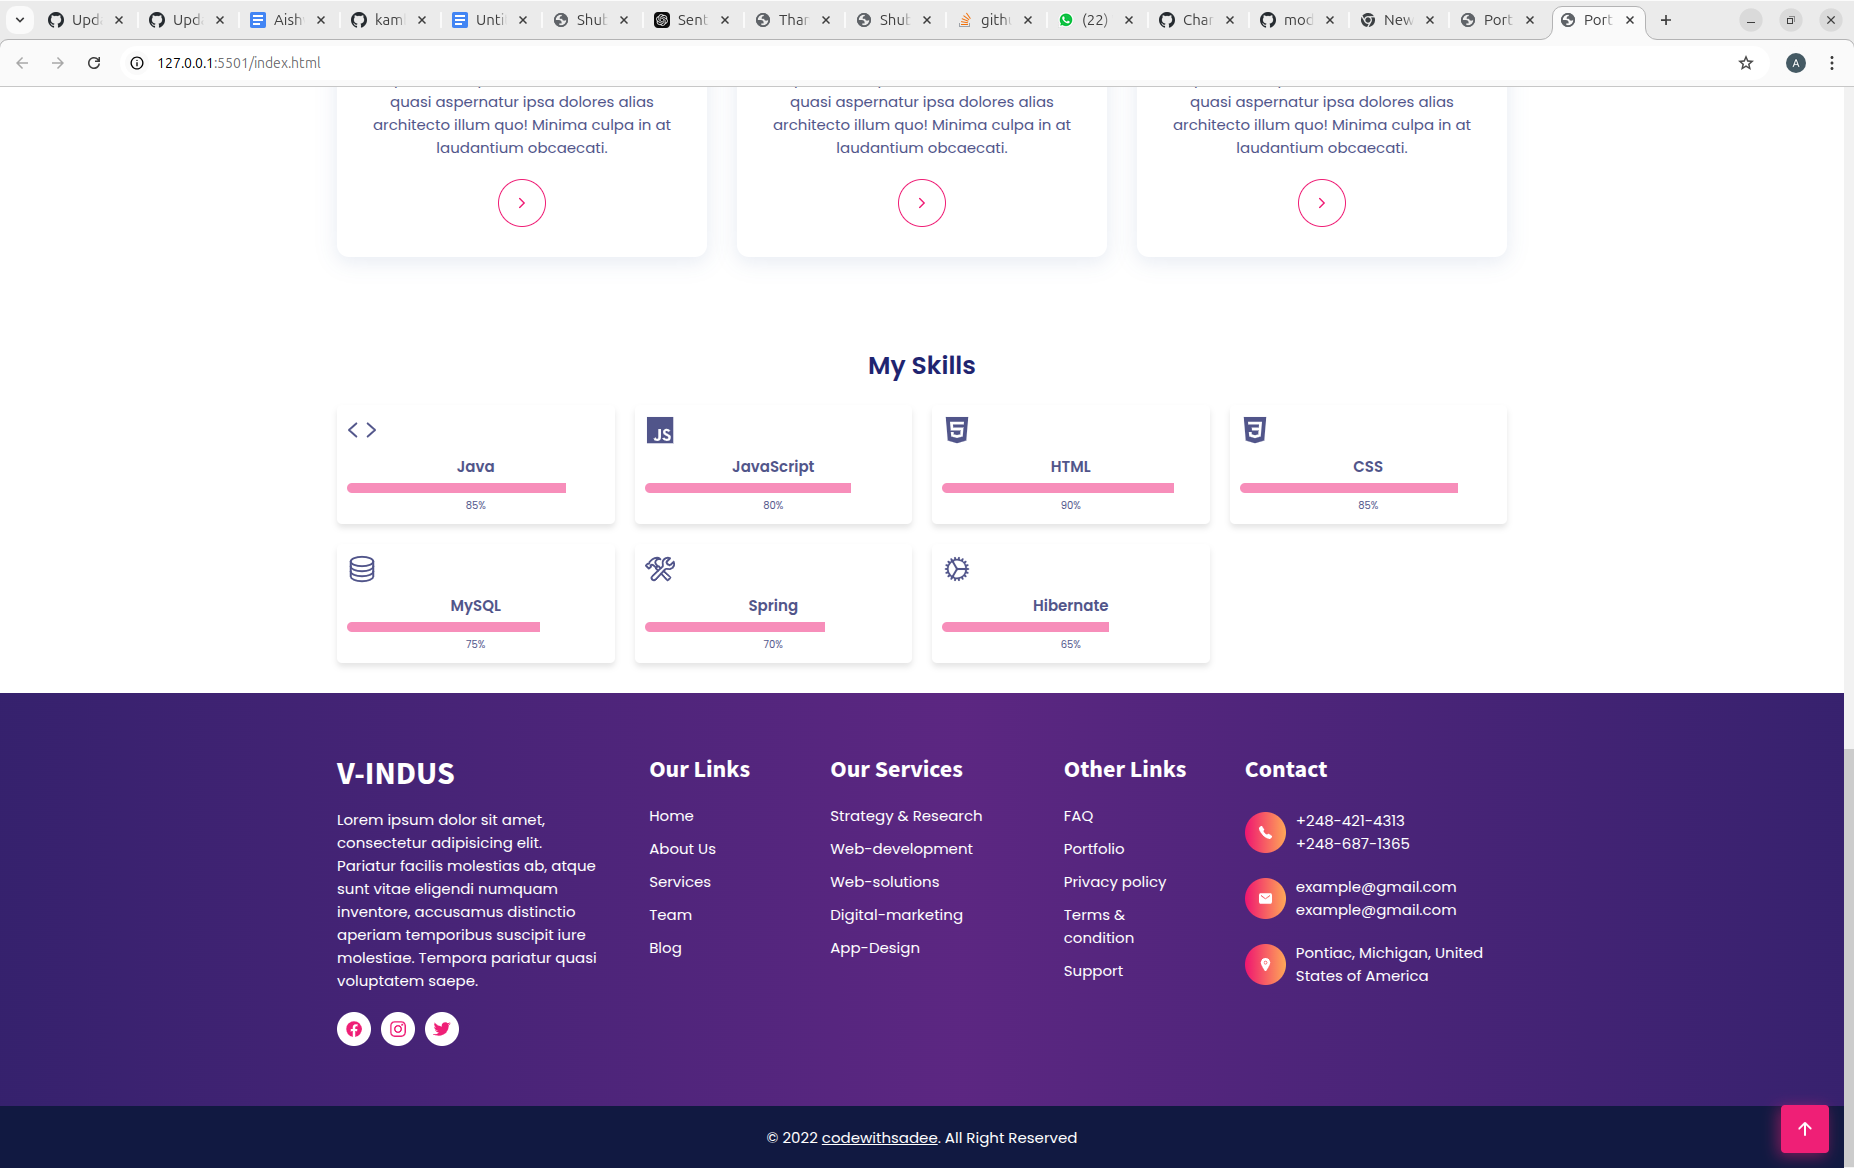 Upd
Upd
Aish
kaml
Unti
Shub
Sent
Thar
Shub
gith
(22)
Char
mod
New
Port
Port
127.0.0.1:5501/index.html
A
quasi aspernatur ipsa dolores alias
architecto illum quo! Minima culpa in at
laudantium obcaecati.
quasi aspernatur ipsa dolores alias
architecto illum quo! Minima culpa in at
laudantium obcaecati.
quasi aspernatur ipsa dolores alias
architecto illum quo! Minima culpa in at
laudantium obcaecati.
My Skills
Java
85%
JS
JavaScript
80%
HTML
90%
CSS
85%
MySQL
75%
Spring
70%
Hibernate
65%
V-INDUS
Lorem ipsum dolor sit amet,
consectetur adipisicing elit.
Pariatur facilis molestias ab, atque
sunt vitae eligendi numquam
inventore, accusamus distinctio
aperiam temporibus suscipit iure
molestiae. Tempora pariatur quasi
voluptatem saepe.
Our Links
Home
About Us
Services
Team
Blog
Our Services
Strategy & Research
Web-development
Web-solutions
Digital-marketing
App-Design
Other Links
FAQ
Portfolio
Privacy policy
Terms &
condition
Support
Contact
+248-421-4313
+248-687-1365
example@gmail.com
example@gmail.com
Pontiac, Michigan, United
States of America
© 2022 codewithsadee. All Right Reserved